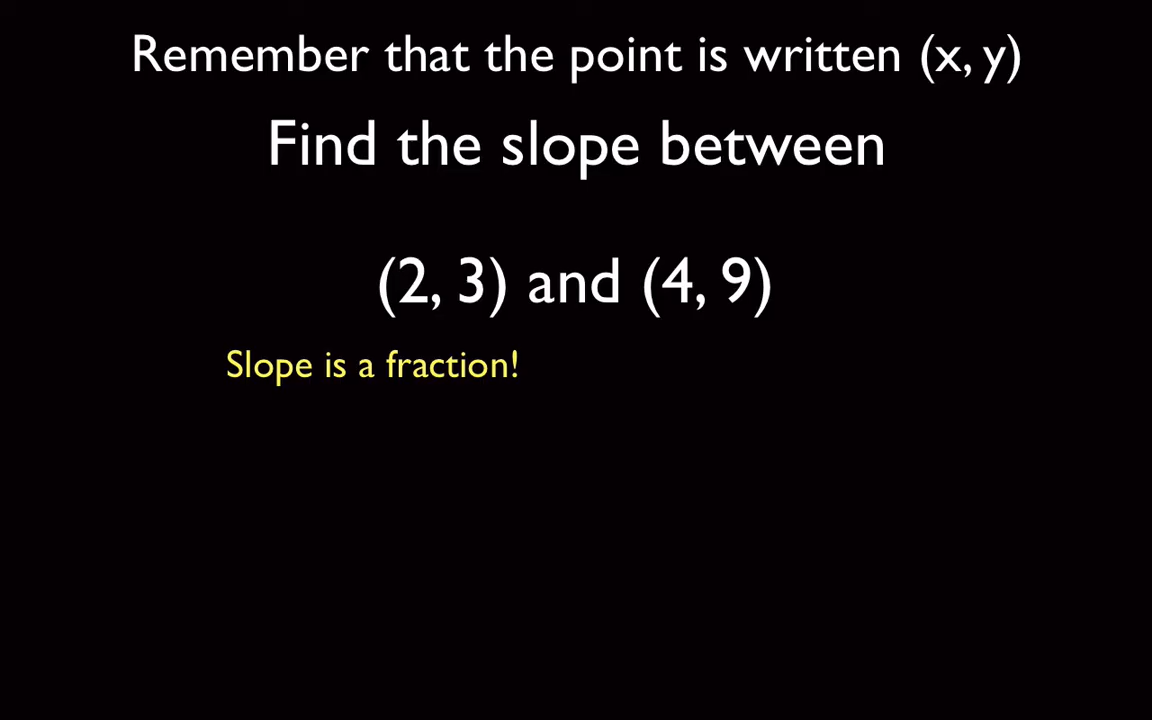 Remember that the point is written (x, y)
Find the slope between
(2, 3) and (4, 9)
Slope is a fraction!